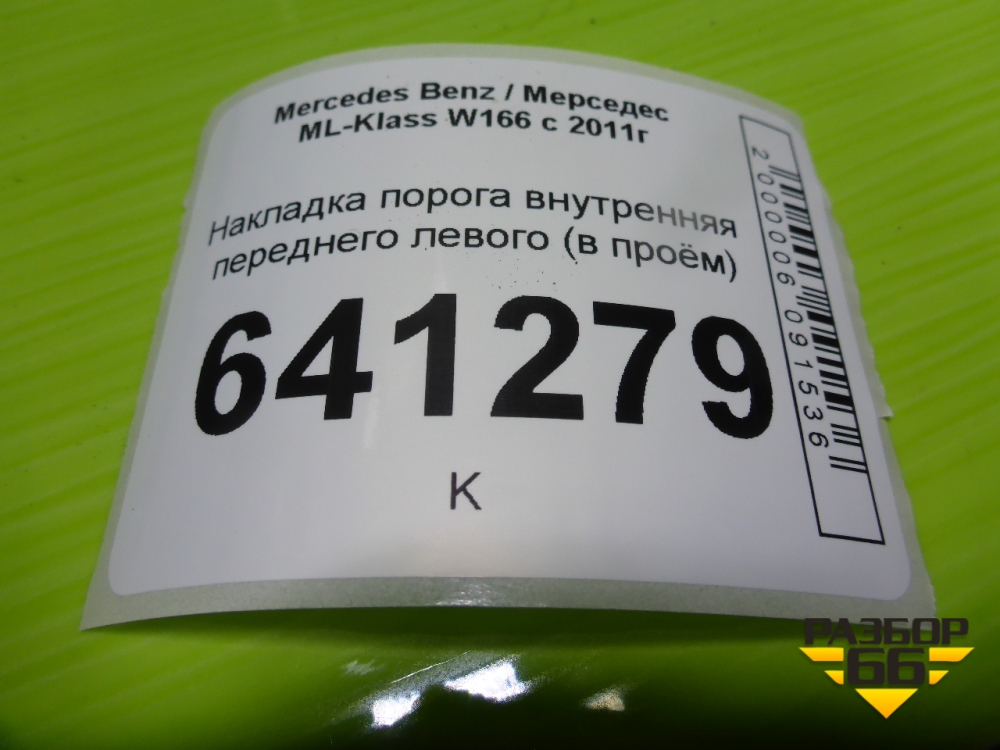 Mercedes Benz / Мерседес
ML-Klass W166 с 2011г
Накладка порога внутренняя
переднего левого (в проём)
641279
К
2000006091536
РАЗБОР
66